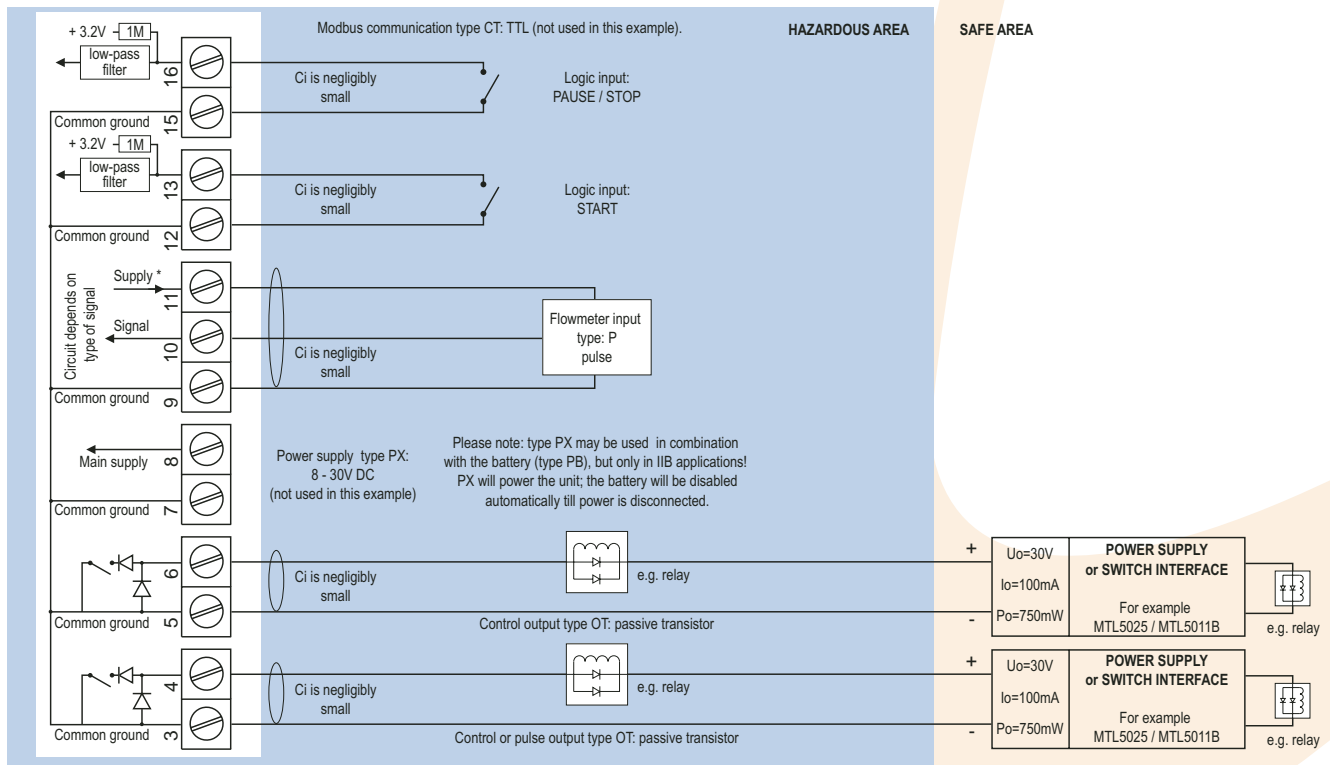 Modbus communication type CT: TTL (not used in this example).
HAZARDOUS AREA
SAFE AREA
+ 3.2V
1M
low-pass
filter
16
Ci is negligibly
small
Logic input:
PAUSE / STOP
Common ground
15
+ 3.2V
1M
low-pass
filter
13
Ci is negligibly
small
Logic input:
START
Common ground
12
Circuit depends on
type of signal
Supply *
11
Signal
10
Ci is negligibly
small
Flowmeter input
type: P
pulse
Common ground
9
Main supply
8
Power supply type PX:
8 - 30V DC
(not used in this example)
Please note: type PX may be used in combination
with the battery (type PB), but only in IIB applications!
PX will power the unit; the battery will be disabled
automatically till power is disconnected.
Common ground
7
6
Ci is negligibly
small
e.g. relay
+
Uo=30V
Io=100mA
Po=750mW
-
POWER SUPPLY
or SWITCH INTERFACE
For example
MTL5025 / MTL5011B
e.g. relay
Common ground
5
Control output type OT: passive transistor
4
Ci is negligibly
small
e.g. relay
+
Uo=30V
Io=100mA
Po=750mW
-
POWER SUPPLY
or SWITCH INTERFACE
For example
MTL5025 / MTL5011B
e.g. relay
Common ground
3
Control or pulse output type OT: passive transistor